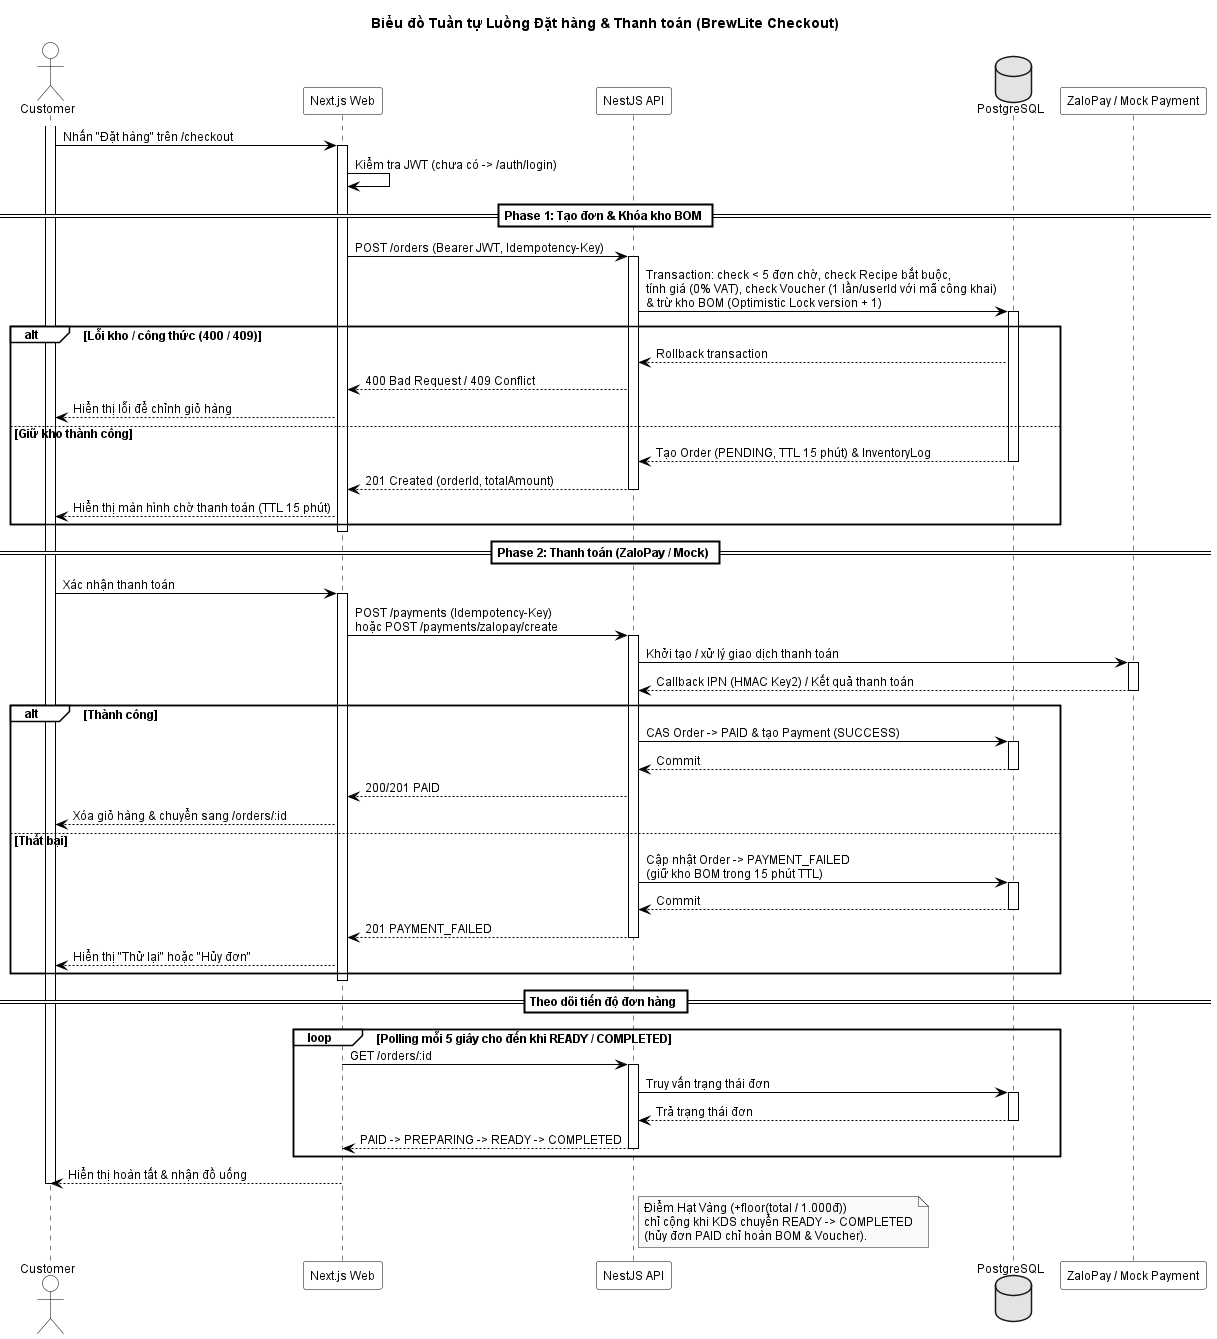 Biểu đồ Tuần tự Luồng Đặt hàng & Thanh toán (BrewLite Checkout)
Customer
Next.js Web
NestJS API
PostgreSQL
ZaloPay / Mock Payment
Nhấn "Đặt hàng" trên /checkout
Kiểm tra JWT (chưa có -> /auth/login)
Phase 1: Tạo đơn & Khóa kho BOM
POST /orders (Bearer JWT, Idempotency-Key)
Transaction: check < 5 đơn chờ, check Recipe bắt buộc,
tính giá (0% VAT), check Voucher (1 lần/userId với mã công khai)
& trừ kho BOM (Optimistic Lock version + 1)
alt
[Lỗi kho / công thức (400 / 409)]
Rollback transaction
400 Bad Request / 409 Conflict
Hiển thị lỗi để chỉnh giỏ hàng
[Giữ kho thành công]
Tạo Order (PENDING, TTL 15 phút) & InventoryLog
201 Created (orderId, totalAmount)
Hiển thị màn hình chờ thanh toán (TTL 15 phút)
Phase 2: Thanh toán (ZaloPay / Mock)
Xác nhận thanh toán
POST /payments (Idempotency-Key)
hoặc POST /payments/zalopay/create
Khởi tạo / xử lý giao dịch thanh toán
Callback IPN (HMAC Key2) / Kết quả thanh toán
alt
[Thành công]
CAS Order -> PAID & tạo Payment (SUCCESS)
Commit
200/201 PAID
Xóa giỏ hàng & chuyển sang /orders/:id
[Thất bại]
Cập nhật Order -> PAYMENT_FAILED
(giữ kho BOM trong 15 phút TTL)
Commit
201 PAYMENT_FAILED
Hiển thị "Thử lại" hoặc "Hủy đơn"
Theo dõi tiến độ đơn hàng
loop
[Polling mỗi 5 giây cho đến khi READY / COMPLETED]
GET /orders/:id
Truy vấn trạng thái đơn
Trả trạng thái đơn
PAID -> PREPARING -> READY -> COMPLETED
Hiển thị hoàn tất & nhận đồ uống
Điểm Hạt Vàng (+floor(total / 1.000đ))
chỉ cộng khi KDS chuyển READY -> COMPLETED
(hủy đơn PAID chỉ hoàn BOM & Voucher).
Customer
Next.js Web
NestJS API
PostgreSQL
ZaloPay / Mock Payment